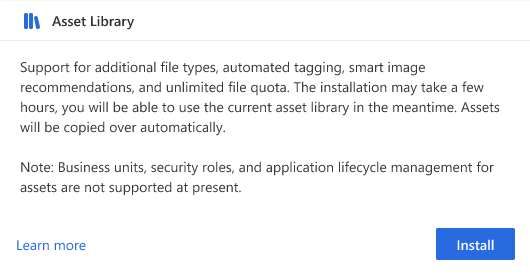 Asset Library
Support for additional file types, automated tagging, smart image
recommendations, and unlimited file quota. The installation may take a few
hours, you will be able to use the current asset library in the meantime. Assets
will be copied over automatically.
Note: Business units, security roles, and application lifecycle management for
assets are not supported at present.
Learn more
Install